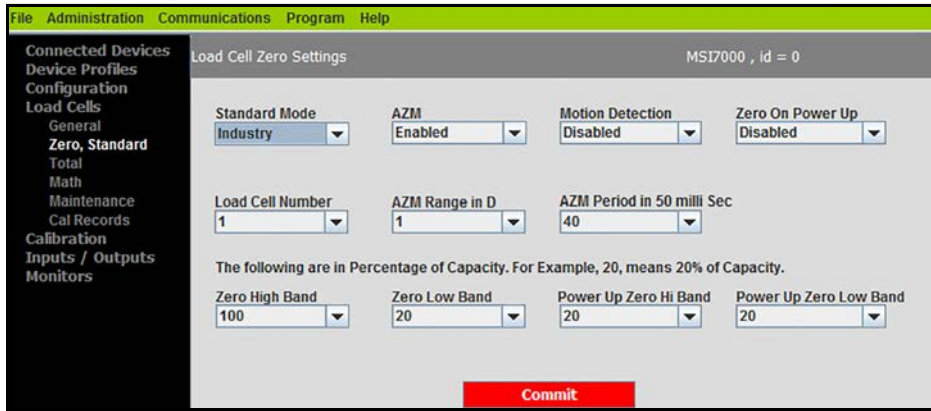 File Administration Communications Program Help
Connected Devices
Device Profiles
Configuration
Load Cells
General
Zero, Standard
Total
Math
Maintenance
Cal Records
Calibration
Inputs / Outputs
Monitors
Load Cell Zero Settings MSI7000 , id = 0
Standard Mode AZM Motion Detection Zero On Power Up
Industry Enabled Disabled Disabled
Load Cell Number AZM Range in D AZM Period in 50 milli Sec
1 1 40
The following are in Percentage of Capacity. For Example, 20, means 20% of Capacity.
Zero High Band Zero Low Band Power Up Zero Hi Band Power Up Zero Low Band
100 20 20 20
Commit